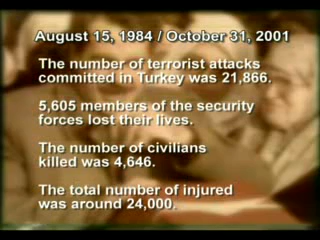 August 15, 1984 / October 31, 2001
The number of terrorist attacks
committed in Turkey was 21,866.
5,605 members of the security
forces lost their lives.
The number of civilians
killed was 4,646.
The total number of injured
was around 24,000.